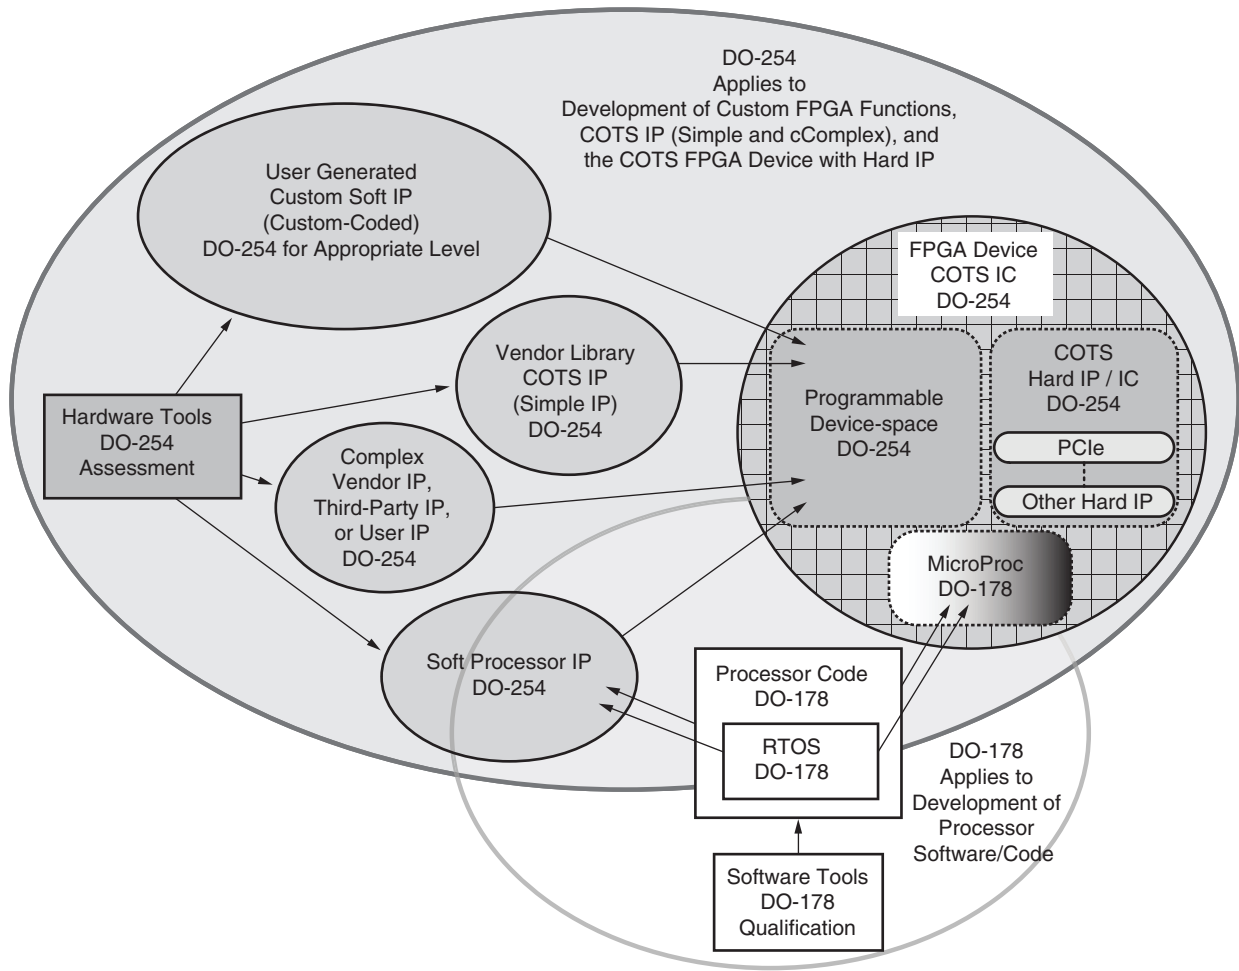 DO-254
Applies to
Development of Custom FPGA Functions,
COTS IP (Simple and cComplex), and
the COTS FPGA Device with Hard IP
User Generated
Custom Soft IP
(Custom-Coded)
DO-254 for Appropriate Level
FPGA Device
COTS IC
DO-254
Vendor Library
COTS IP
(Simple IP)
DO-254
COTS
Hard IP / IC
DO-254
Programmable
Device-space
DO-254
PCIe
Other Hard IP
Hardware Tools
DO-254
Assessment
Complex
Vendor IP,
Third-Party IP,
or User IP
DO-254
MicroProc
DO-178
Soft Processor IP
DO-254
Processor Code
DO-178
RTOS
DO-178
DO-178
Applies to
Development of
Processor
Software/Code
Software Tools
DO-178
Qualification